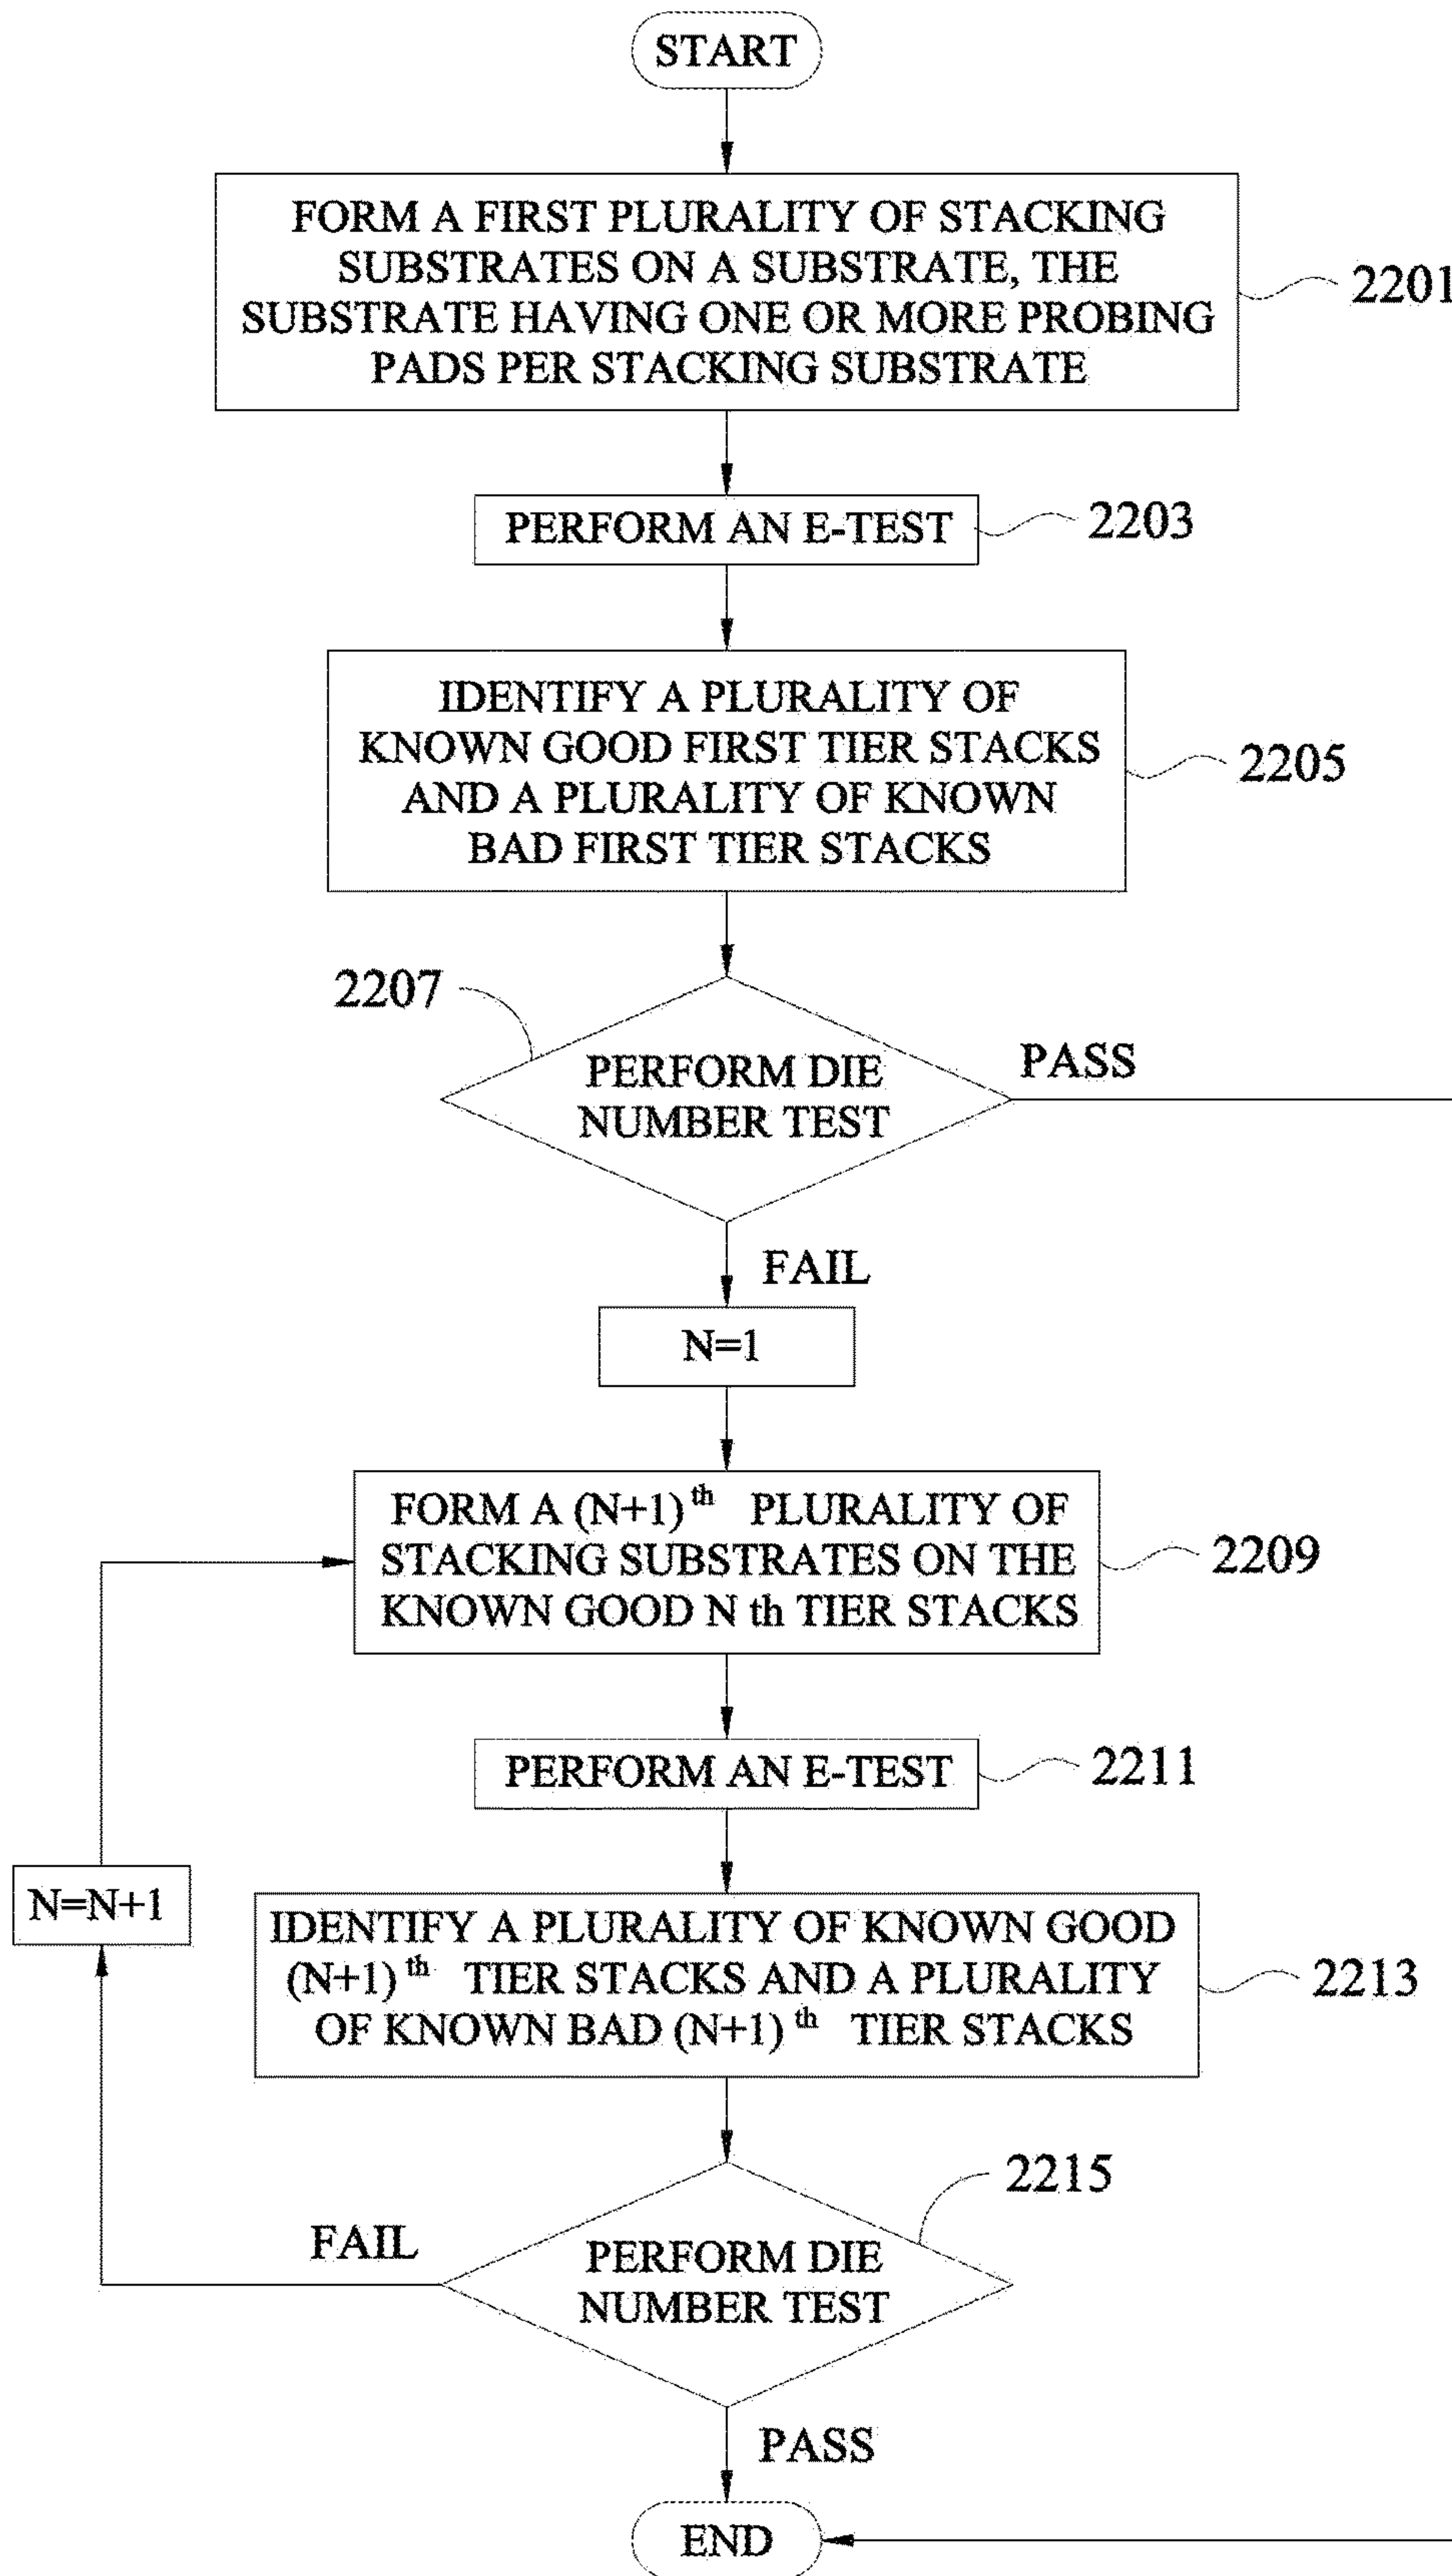 START
FORM A FIRST PLURALITY OF STACKING
SUBSTRATES ON A SUBSTRATE, THE
SUBSTRATE HAVING ONE OR MORE PROBING
PADS PER STACKING SUBSTRATE
2201
PERFORM AN E-TEST
2203
IDENTIFY A PLURALITY OF
KNOWN GOOD FIRST TIER STACKS
AND A PLURALITY OF KNOWN
BAD FIRST TIER STACKS
2205
2207
PERFORM DIE
NUMBER TEST
PASS
FAIL
N=1
FORM A (N+1)th PLURALITY OF
STACKING SUBSTRATES ON THE
KNOWN GOOD N th TIER STACKS
2209
PERFORM AN E-TEST
2211
N=N+1
IDENTIFY A PLURALITY OF KNOWN GOOD
(N+1)th TIER STACKS AND A PLURALITY
OF KNOWN BAD (N+1)th TIER STACKS
2213
2215
FAIL
PERFORM DIE
NUMBER TEST
PASS
END